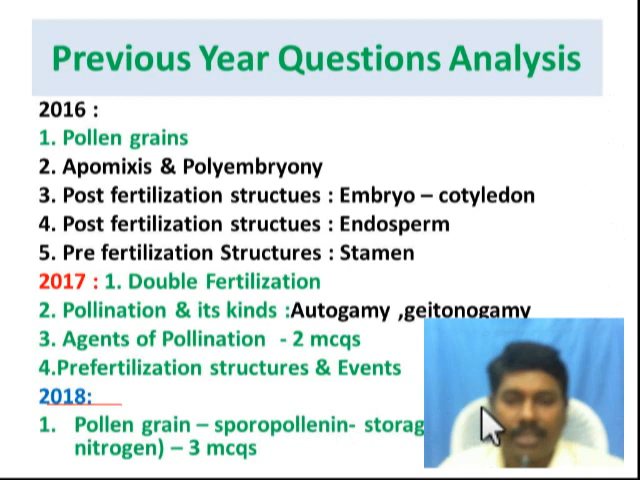 Previous Year Questions Analysis
2016 :
1. Pollen grains
2. Apomixis & Polyembryony
3. Post fertilization structues : Embryo – cotyledon
4. Post fertilization structues : Endosperm
5. Pre fertilization Structures : Stamen
2017 : 1. Double Fertilization
2. Pollination & its kinds :Autogamy ,geitonogamy
3. Agents of Pollination - 2 mcqs
4.Prefertilization structures & Events
2018:
1. Pollen grain – sporopollenin- storag
nitrogen) – 3 mcqs